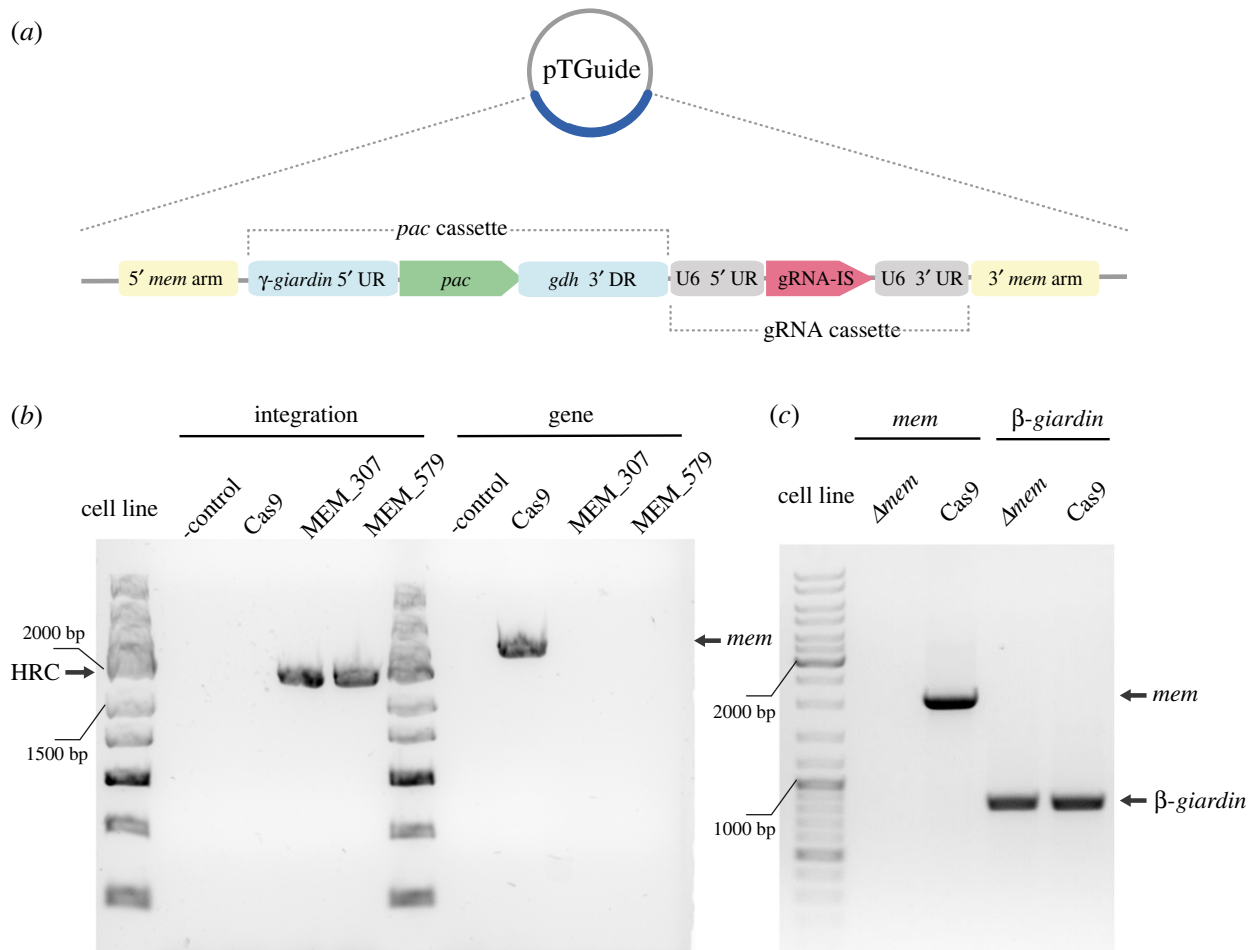 (a)
pTGuide
pac cassette
5′ mem arm γ-giardin 5′ UR pac gdh 3′ DR U6 5′ UR gRNA-IS U6 3′ UR 3′ mem arm
gRNA cassette
(b)
integration gene
cell line -control Cas9 MEM_307 MEM_579 -control Cas9 MEM_307 MEM_579
2000 bp
HRC
1500 bp
mem
(c)
mem β-giardin
cell line Δmem Cas9 Δmem Cas9
2000 bp
1000 bp
mem
β-giardin